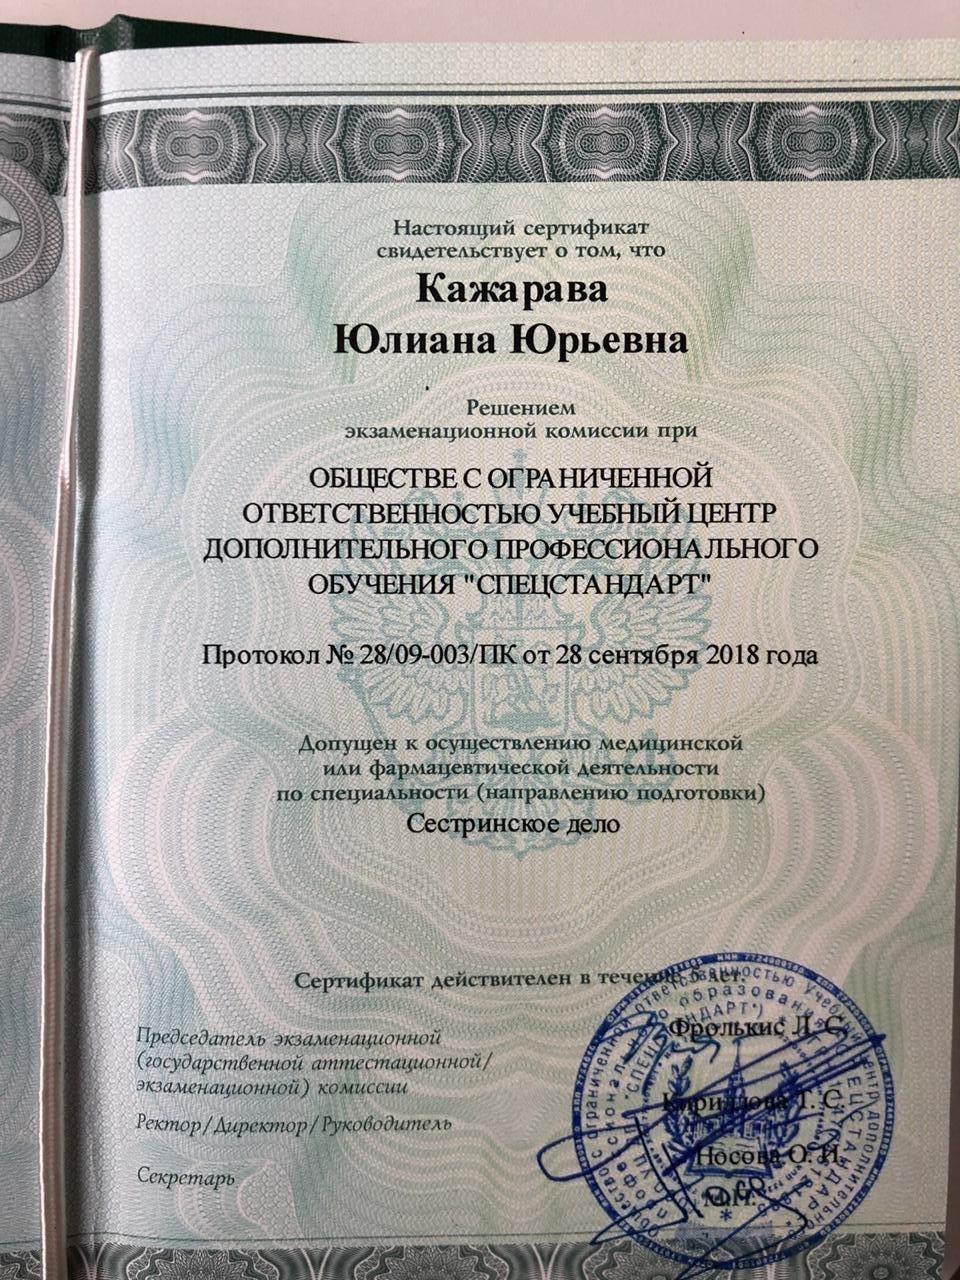 Настоящий сертификат
свидетельствует о том, что
Кажарава
Юлиана Юрьевна
Решением
экзаменационной комиссии при
ОБЩЕСТВЕ С ОГРАНИЧЕННОЙ
ОТВЕТСТВЕННОСТЬЮ УЧЕБНЫЙ ЦЕНТР
ДОПОЛНИТЕЛЬНОГО ПРОФЕССИОНАЛЬНОГО
ОБУЧЕНИЯ "СПЕЦСТАНДАРТ"
Протокол № 28/09-003/ПК от 28 сентября 2018 года
Допущен к осуществлению медицинской
или фармацевтической деятельности
по специальности (направлению подготовки)
Сестринское дело
Сертификат действителен в течение 5 лет.
Председатель экзаменационной
(государственной аттестационной/
экзаменационной) комиссии
Фролькис Л. С.
Ректор/Директор/Руководитель
Кириллова Т. С.
Секретарь
Носова О. Н.
М.П.